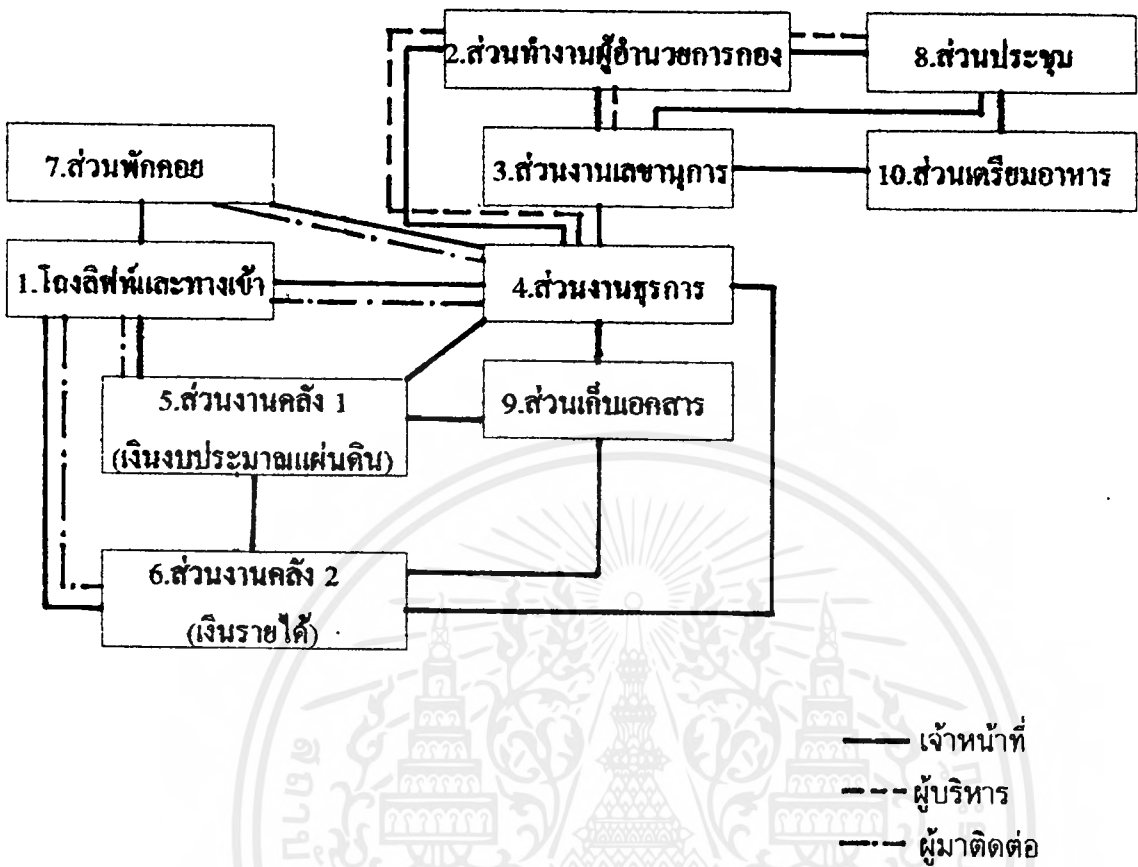 2.ส่วนทำงานผู้อำนวยการกอง
8.ส่วนประชุม
7.ส่วนพักคอย
3.ส่วนงานเลขานุการ
10.ส่วนเตรียมอาหาร
1.โถงลิฟท์และทางเข้า
4.ส่วนงานธุรการ
5.ส่วนงานคลัง 1
(เงินงบประมาณแผ่นดิน)
9.ส่วนเก็บเอกสาร
6.ส่วนงานคลัง 2
(เงินรายได้)
เจ้าหน้าที่
ผู้บริหาร
ผู้มาติดต่อ